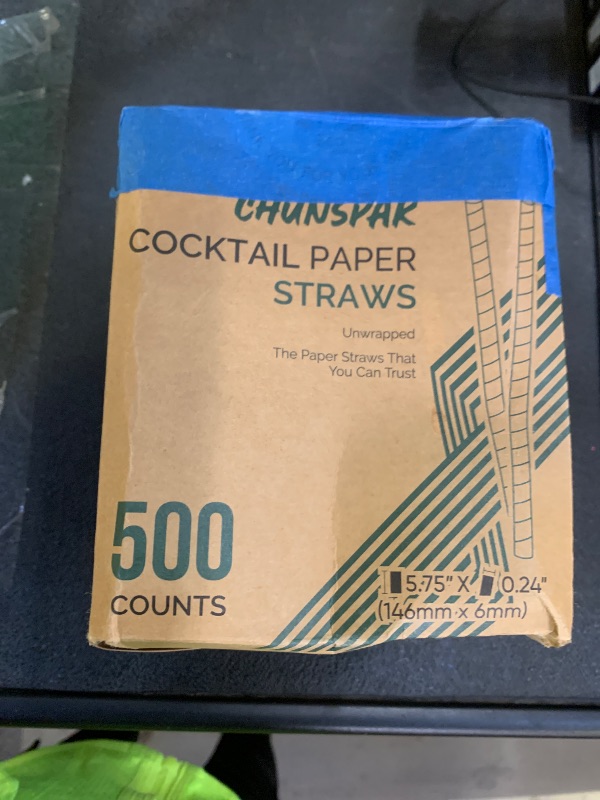 CHUNSPAK
COCKTAIL PAPER
STRAWS
Unwrapped
The Paper Straws That
You Can Trust
500
COUNTS
5.75" X 0.24"
(146mm x 6mm)